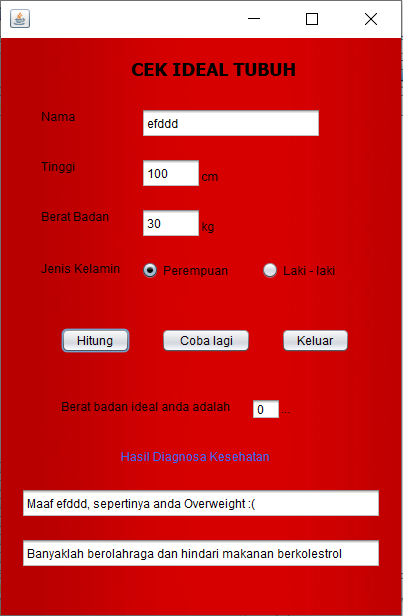 CEK IDEAL TUBUH
Nama efddd
Tinggi 100 cm
Berat Badan 30 kg
Jenis Kelamin Perempuan Laki - laki
Hitung Coba lagi Keluar
Berat badan ideal anda adalah 0 ...
Hasil Diagnosa Kesehatan
Maaf efddd, sepertinya anda Overweight :(
Banyaklah berolahraga dan hindari makanan berkolestrol